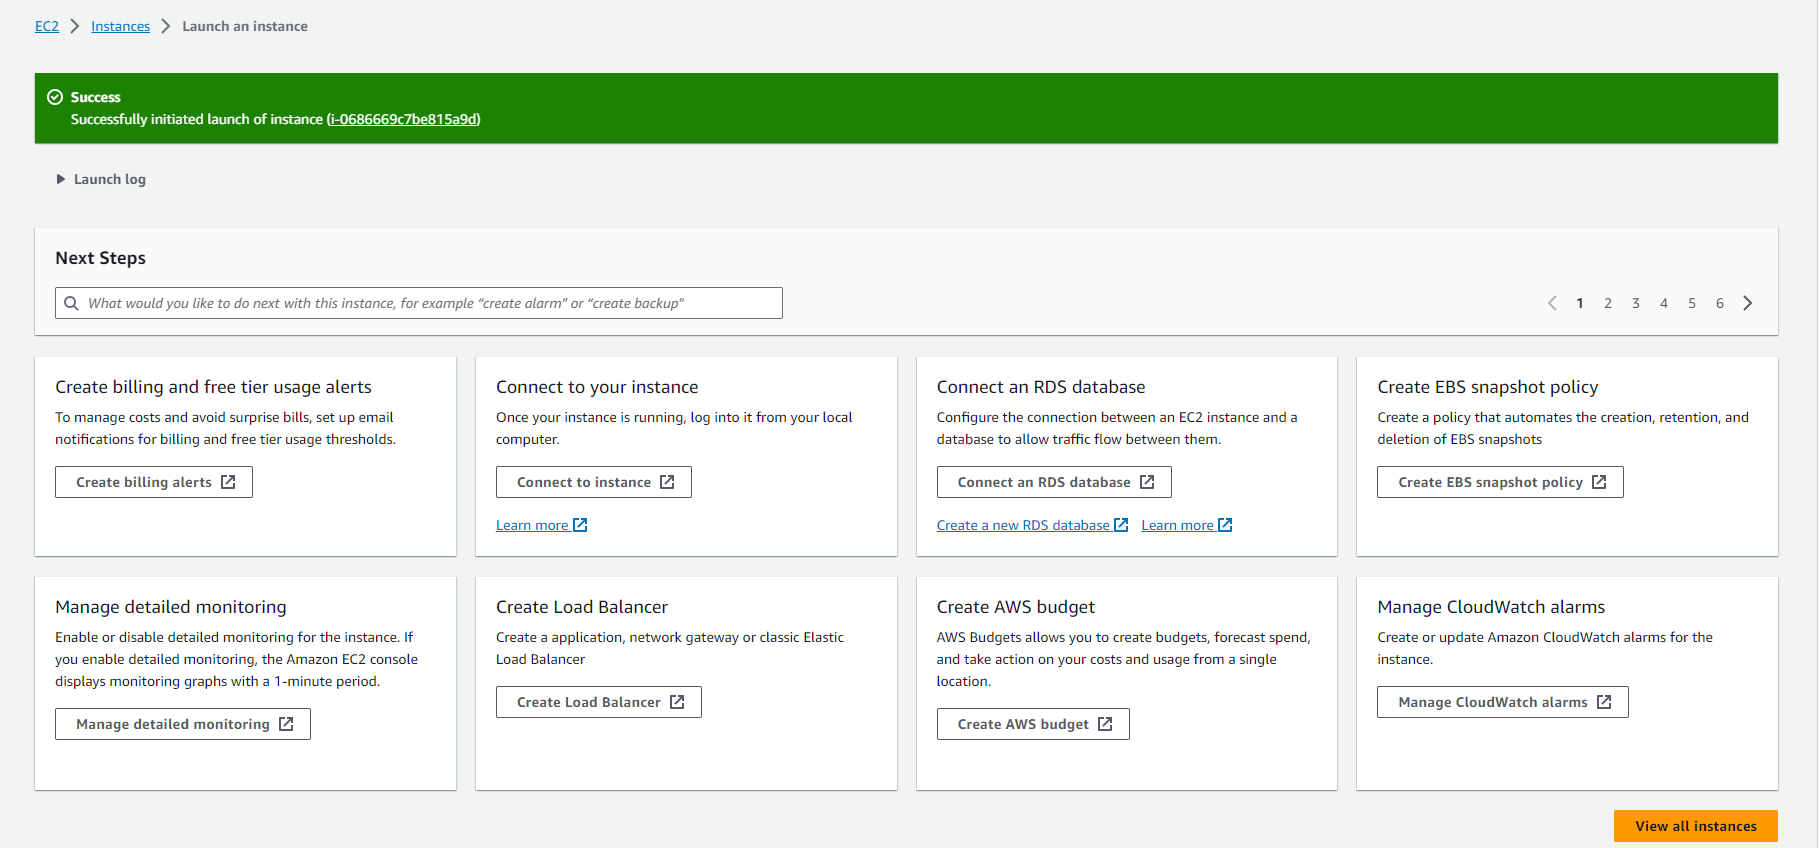 EC2 Instances Launch an instance
Success
Successfully initiated launch of instance (i-0686669c7be815a9d)
Launch log
Next Steps
What would you like to do next with this instance, for example “create alarm” or “create backup"
1 2 3 4 5 6
Create billing and free tier usage alerts
To manage costs and avoid surprise bills, set up email
notifications for billing and free tier usage thresholds.
Create billing alerts
Connect to your instance
Once your instance is running, log into it from your local
computer.
Connect to instance
Learn more
Connect an RDS database
Configure the connection between an EC2 instance and a
database to allow traffic flow between them.
Connect an RDS database
Create a new RDS database Learn more
Create EBS snapshot policy
Create a policy that automates the creation, retention, and
deletion of EBS snapshots
Create EBS snapshot policy
Manage detailed monitoring
Enable or disable detailed monitoring for the instance. If
you enable detailed monitoring, the Amazon EC2 console
displays monitoring graphs with a 1-minute period.
Manage detailed monitoring
Create Load Balancer
Create a application, network gateway or classic Elastic
Load Balancer
Create Load Balancer
Create AWS budget
AWS Budgets allows you to create budgets, forecast spend,
and take action on your costs and usage from a single
location.
Create AWS budget
Manage CloudWatch alarms
Create or update Amazon CloudWatch alarms for the
instance.
Manage CloudWatch alarms
View all instances